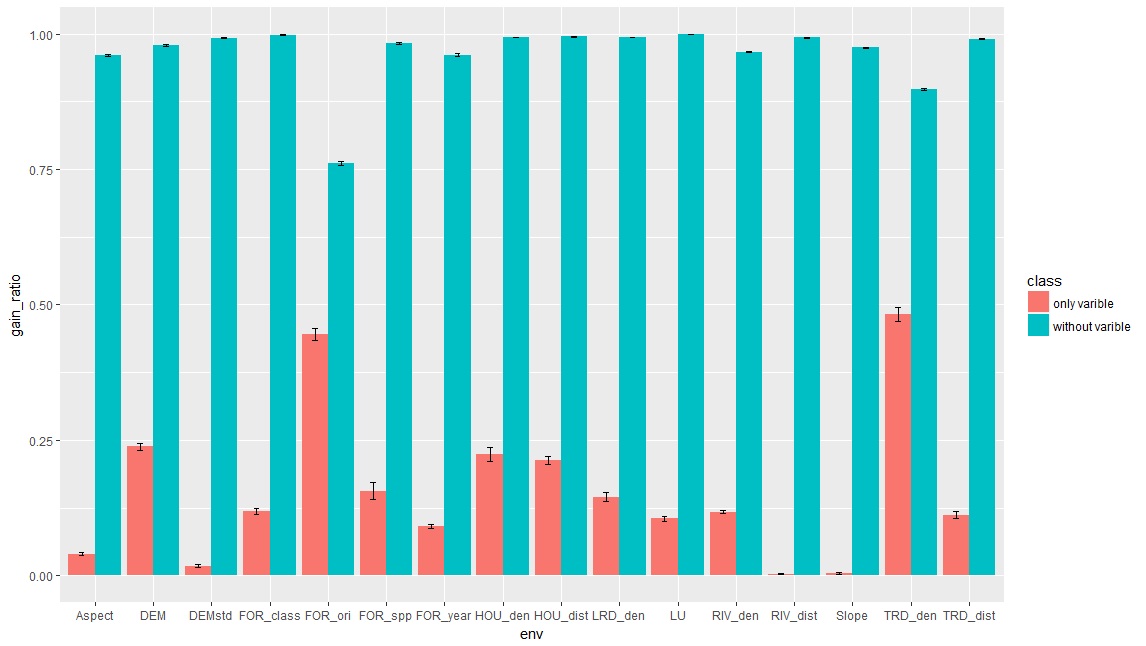 1.00
0.75
0.50
0.25
0.00
gain_ratio
Aspect DEM DEMstd FOR_class FOR_ori FOR_spp FOR_year HOU_den HOU_dist LRD_den LU RIV_den RIV_dist Slope TRD_den TRD_dist
env
class
only varible
without varible